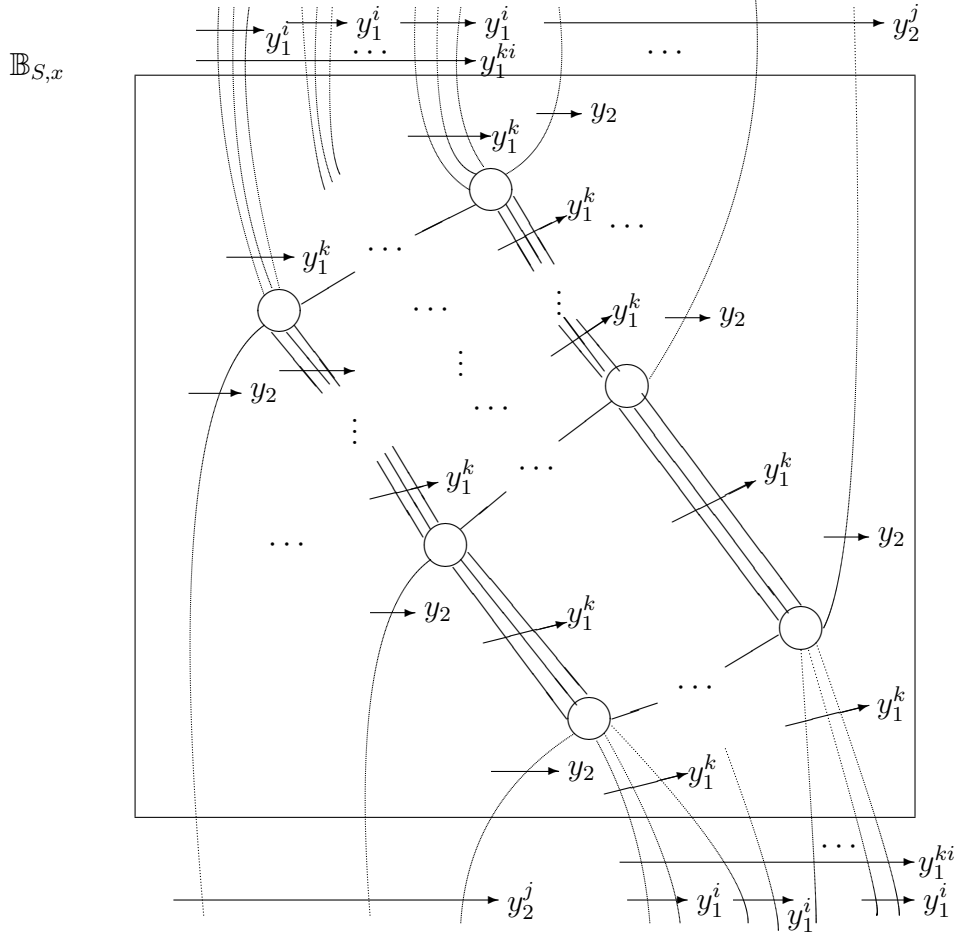 y_1^i y_1^i y_1^i y_2^j
⋯ ⋯
𝔹_{S,x} y_1^{ki}
y_2
y_1^k
y_1^k ⋯
⋯
y_1^k
⋯ ⋮ y_1^k y_2
⋮
y_2
⋯
⋮
⋯ y_1^k
y_1^k
⋯ y_2
y_2 y_1^k
⋯
y_1^k
y_2 y_1^k
⋯
y_1^{ki}
y_2^j y_1^i y_1^i y_1^i